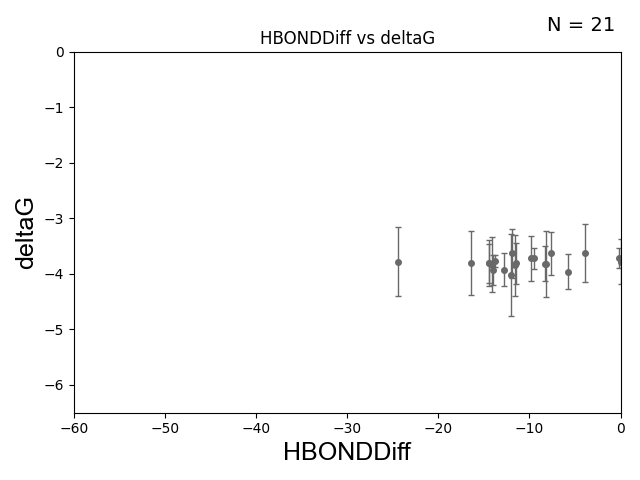 N = 21
HBONDDiff vs deltaG
0
−1
−2
−3
−4
−5
−6
deltaG
−60 −50 −40 −30 −20 −10 0
HBONDDiff